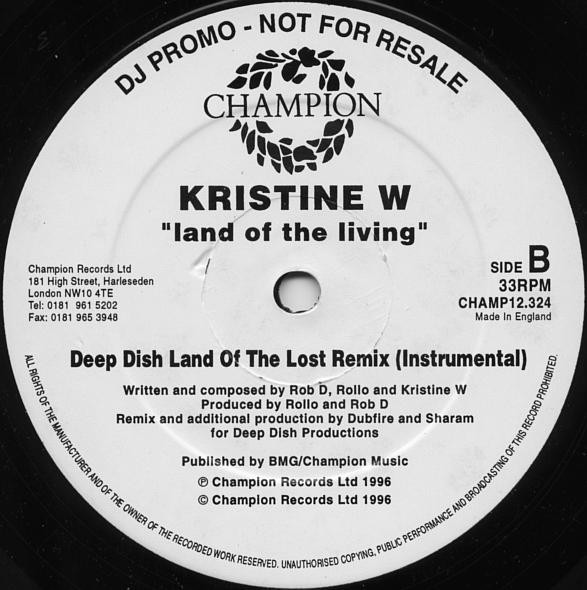 DJ PROMO - NOT FOR RESALE
CHAMPION
KRISTINE W
"land of the living"
Champion Records Ltd
181 High Street, Harleseden
London NW10 4TE
Tel: 0181 961 5202
Fax: 0181 965 3948
SIDE B
33RPM
CHAMP12.324
Made in England
Deep Dish Land Of The Lost Remix (Instrumental)
Written and composed by Rob D, Rollo and Kristine W
Produced by Rollo and Rob D
Remix and additional production by Dubfire and Sharam
for Deep Dish Productions
Published by BMG/Champion Music
℗ Champion Records Ltd 1996
© Champion Records Ltd 1996
ALL RIGHTS OF THE MANUFACTURER AND OF THE OWNER OF THE RECORDED WORK RESERVED. UNAUTHORISED COPYING, PUBLIC PERFORMANCE AND BROADCASTING OF THIS RECORD PROHIBITED.